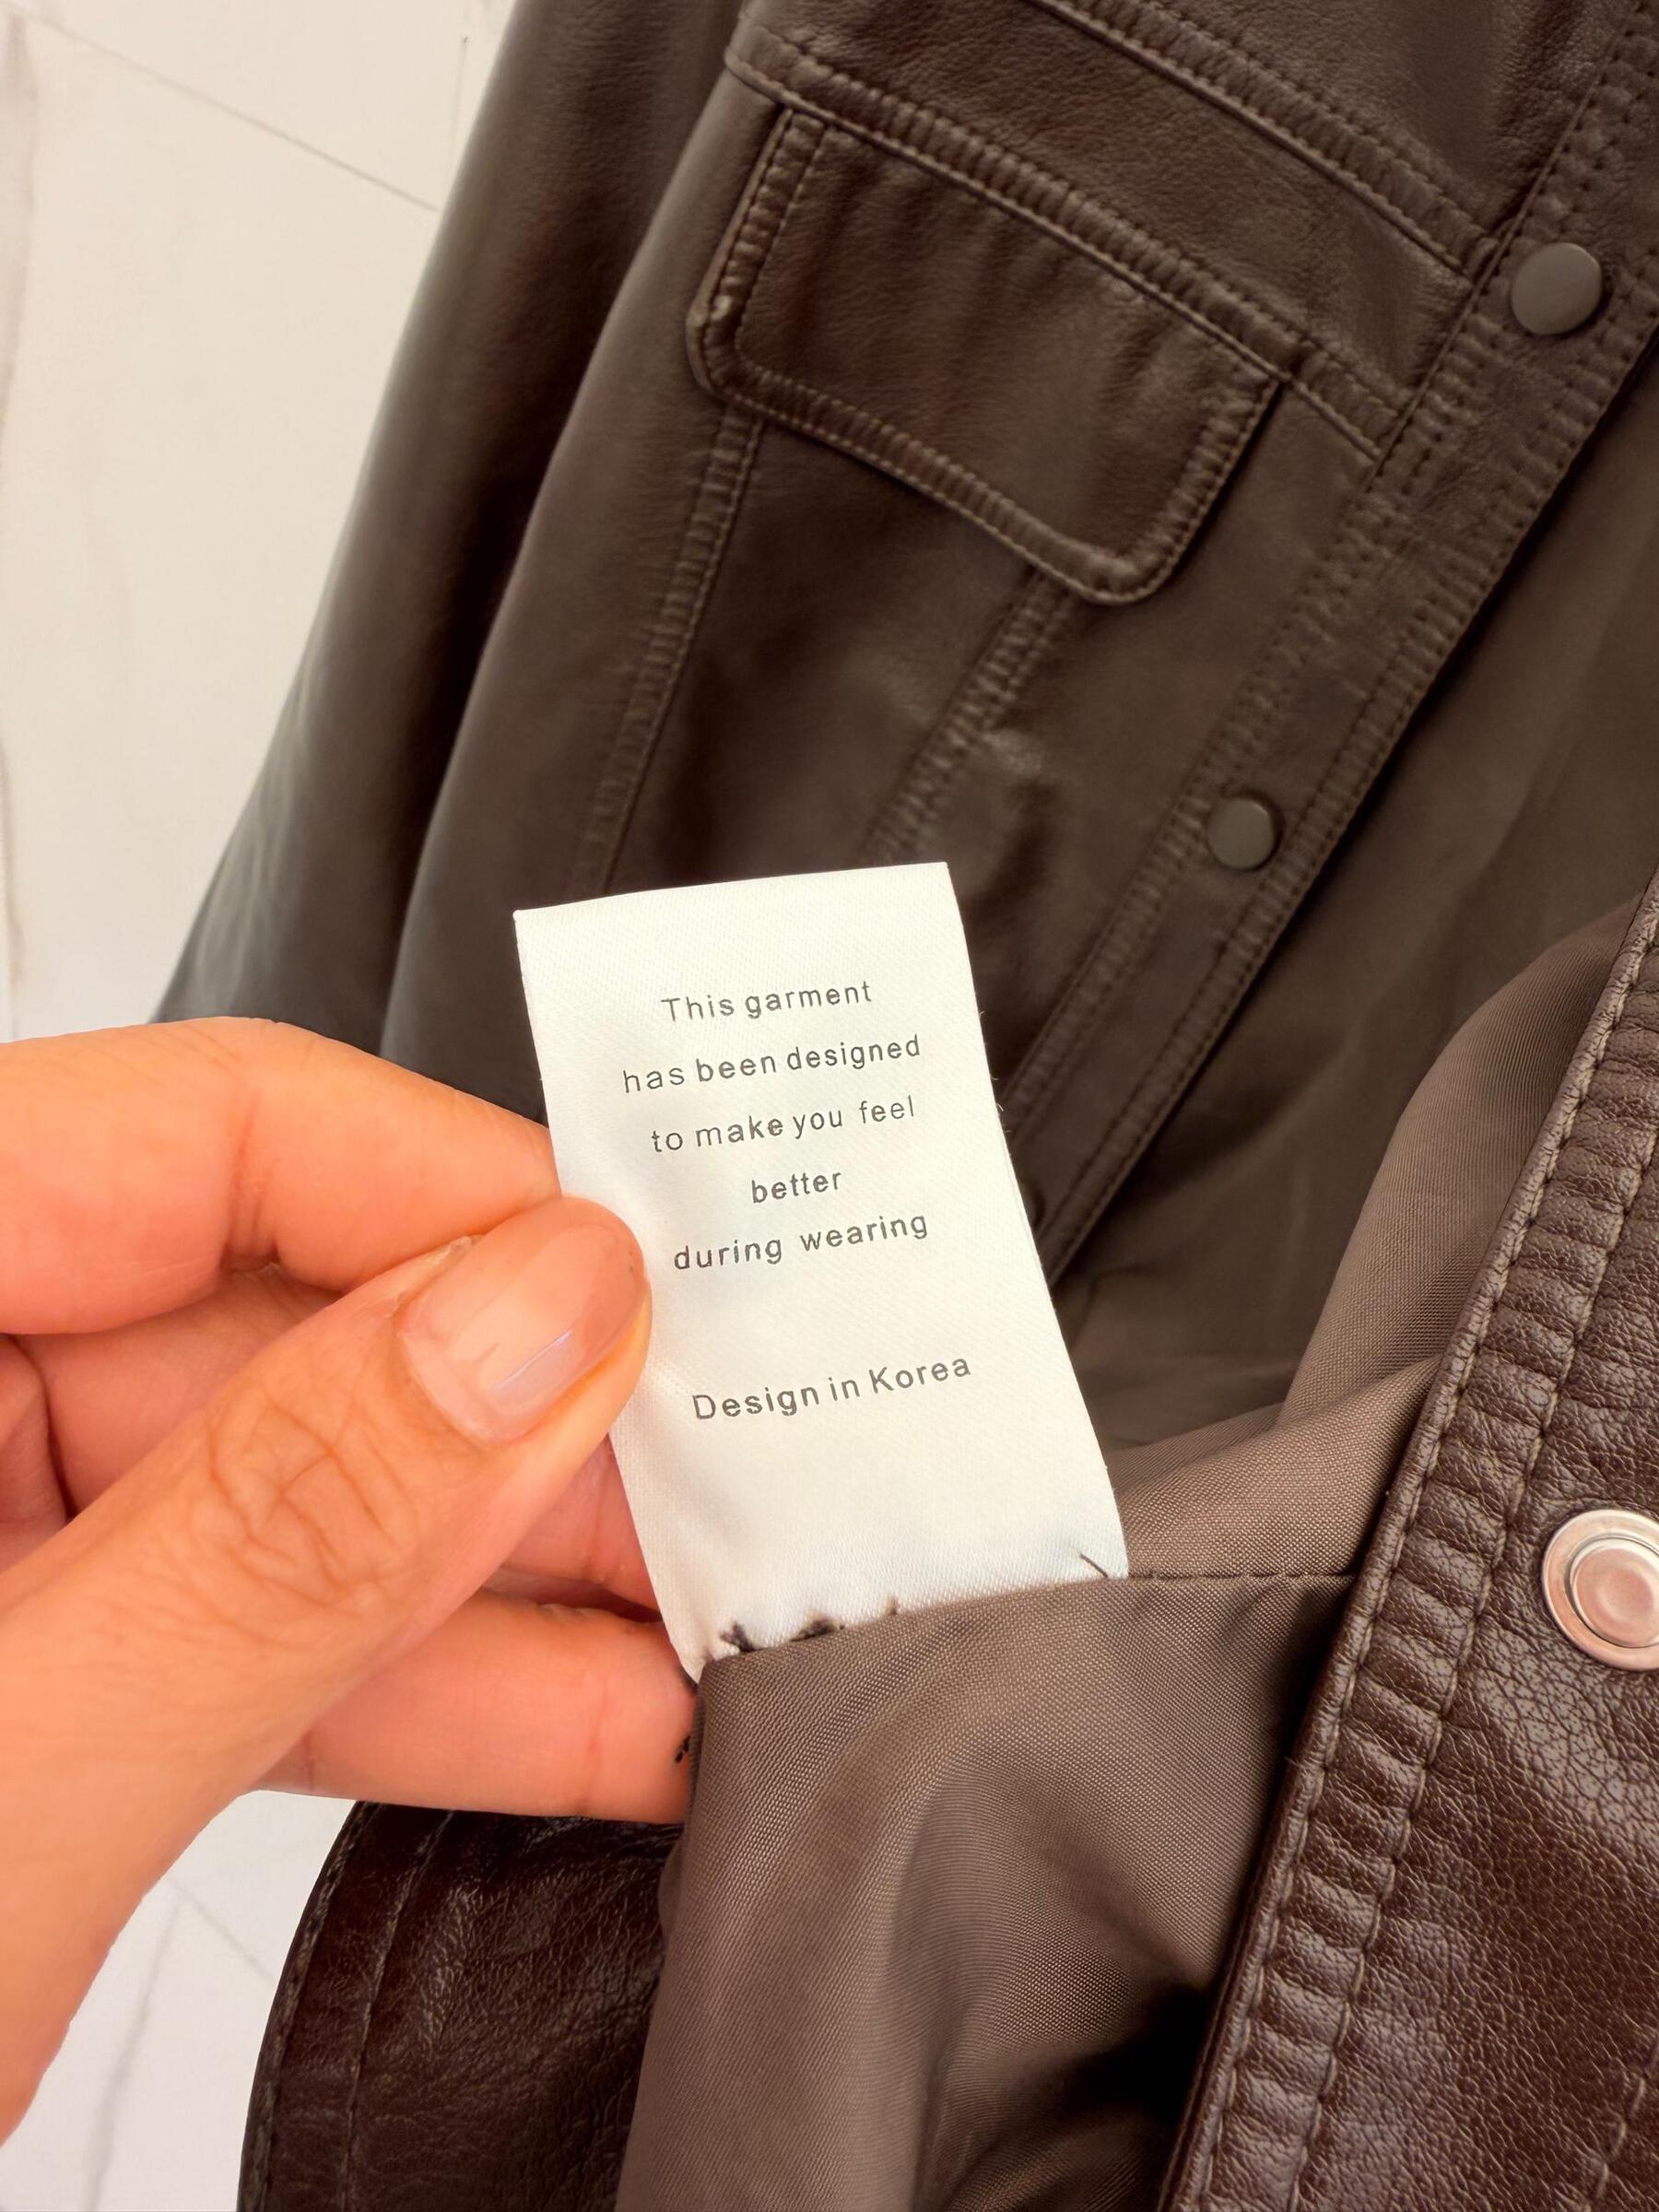 This garment
has been designed
to make you feel
better
during wearing
Design in Korea